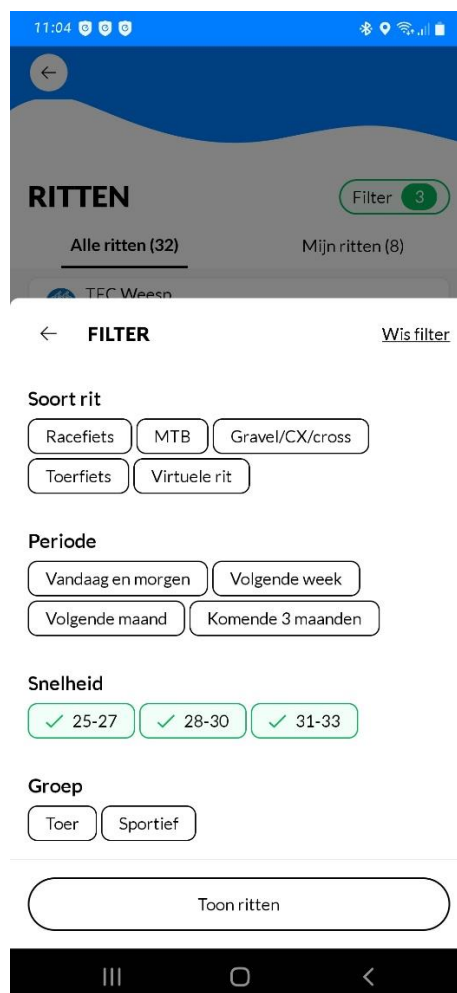 11:04
RITTEN
Filter 3
Alle ritten (32) Mijn ritten (8)
TFC Weesp
FILTER Wis filter
Soort rit
Racefiets MTB Gravel/CX/cross
Toerfiets Virtuele rit
Periode
Vandaag en morgen Volgende week
Volgende maand Komende 3 maanden
Snelheid
25-27 28-30 31-33
Groep
Toer Sportief
Toon ritten